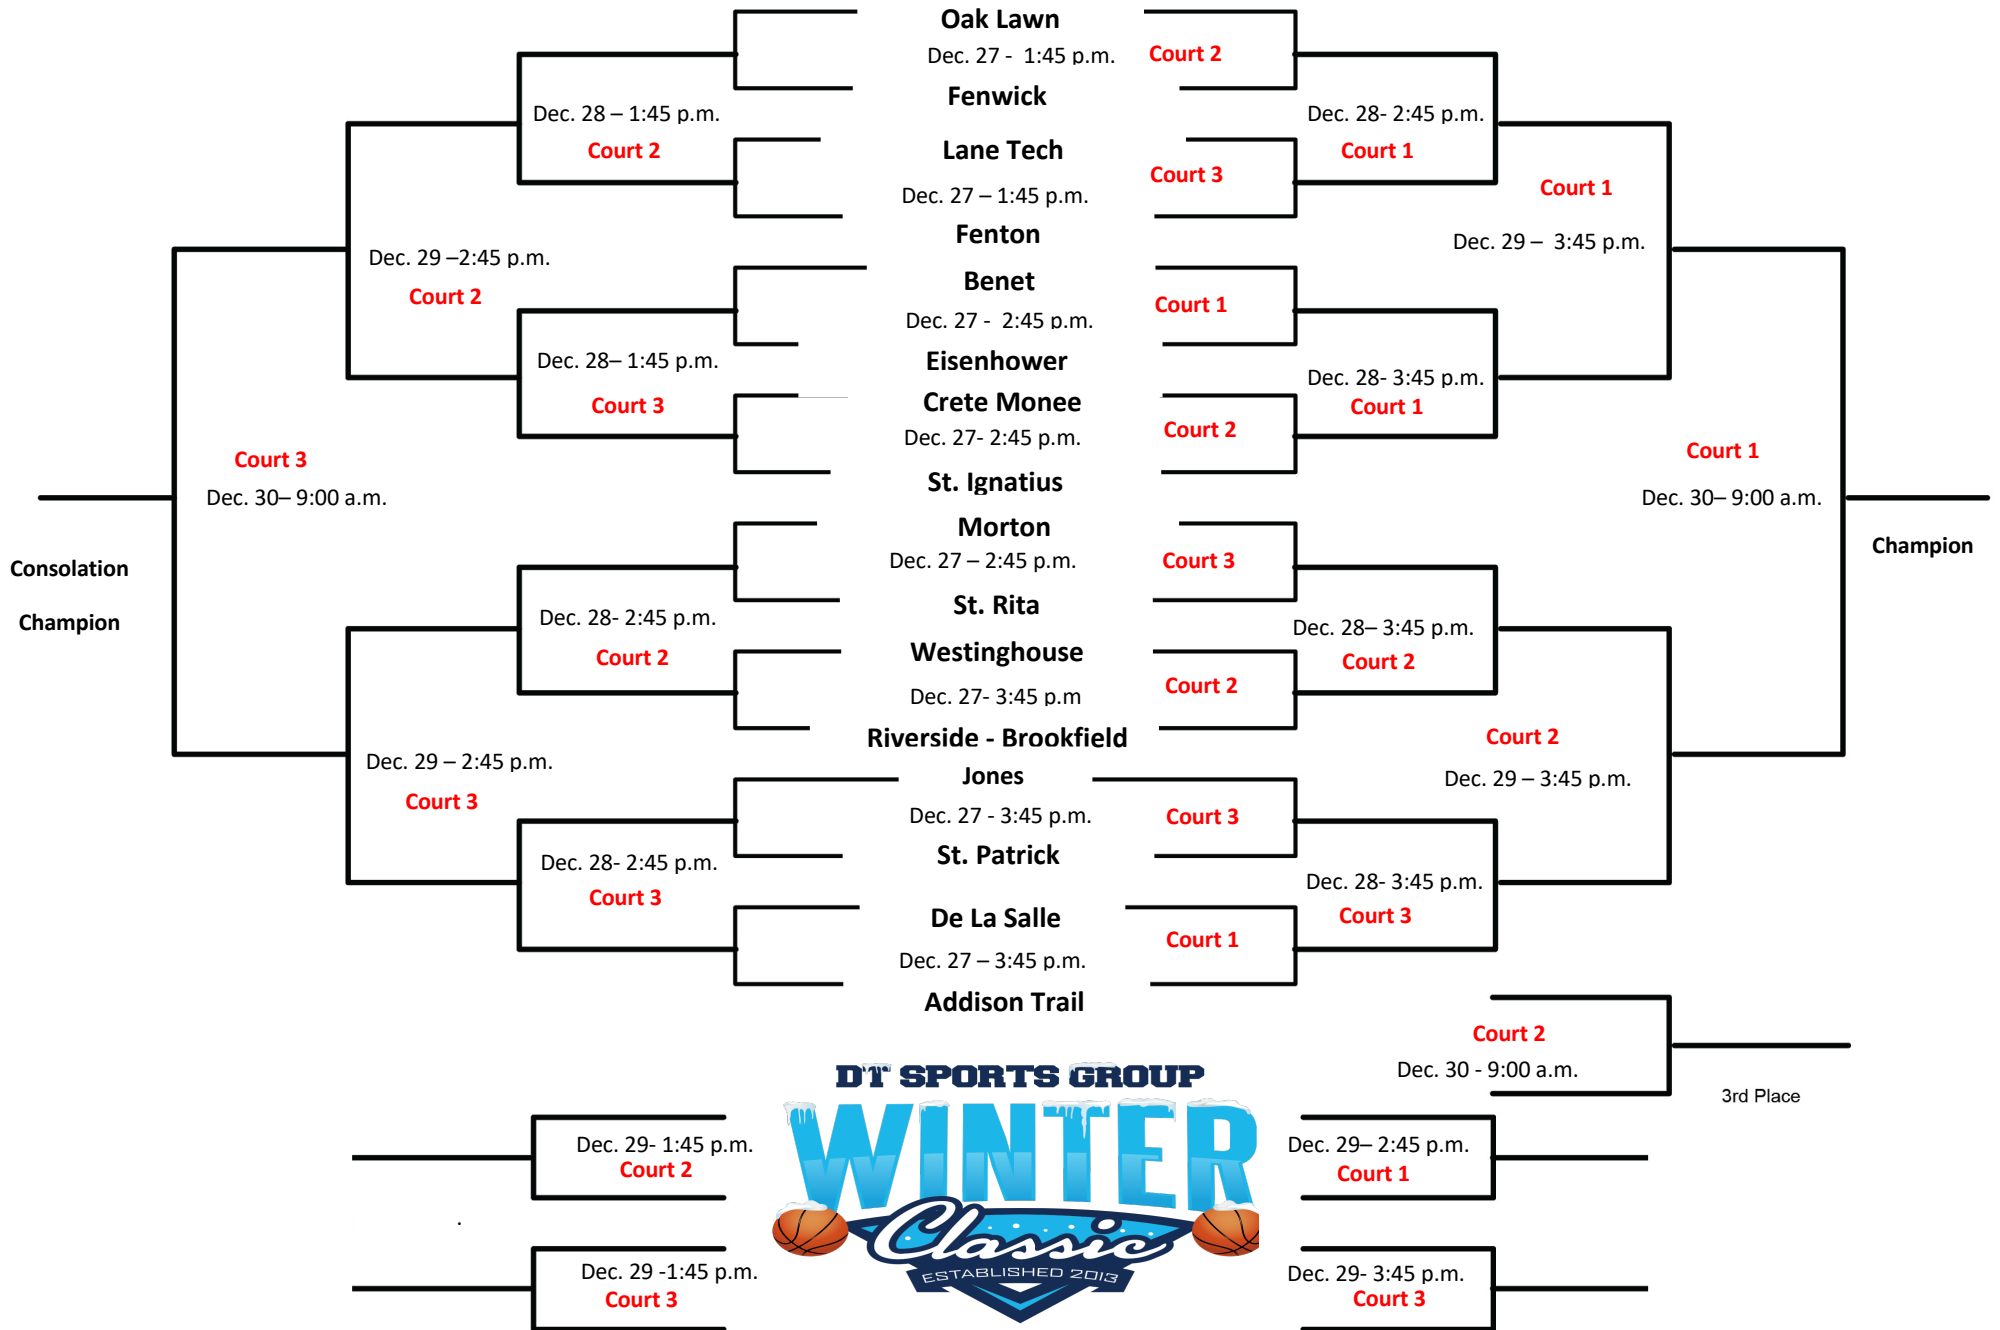 Oak Lawn
Dec. 27 - 1:45 p.m. Court 2
Fenwick
Dec. 28 – 1:45 p.m.
Court 2
Dec. 28- 2:45 p.m.
Court 1
Lane Tech
Court 3
Dec. 27 – 1:45 p.m.
Court 1
Dec. 29 – 3:45 p.m.
Fenton
Dec. 29 –2:45 p.m.
Court 2
Benet
Court 1
Dec. 27 - 2:45 p.m.
Eisenhower
Dec. 28– 1:45 p.m.
Court 3
Dec. 28- 3:45 p.m.
Court 1
Crete Monee
Court 2
Dec. 27- 2:45 p.m.
St. Ignatius
Court 3
Dec. 30– 9:00 a.m.
Court 1
Dec. 30– 9:00 a.m.
Consolation
Champion
Champion
Morton
Dec. 27 – 2:45 p.m. Court 3
St. Rita
Dec. 28- 2:45 p.m.
Court 2
Dec. 28– 3:45 p.m.
Court 2
Westinghouse
Court 2
Dec. 27- 3:45 p.m
Riverside - Brookfield
Court 2
Dec. 29 – 3:45 p.m.
Dec. 29 – 2:45 p.m.
Court 3
Jones
Dec. 27 - 3:45 p.m. Court 3
St. Patrick
Dec. 28- 2:45 p.m.
Court 3
Dec. 28- 3:45 p.m.
Court 3
De La Salle
Court 1
Dec. 27 – 3:45 p.m.
Addison Trail
Court 2
Dec. 30 - 9:00 a.m.
3rd Place
DT SPORTS GROUP
WINTER
Classic
ESTABLISHED 2013
Dec. 29- 1:45 p.m.
Court 2
Dec. 29– 2:45 p.m.
Court 1
.
Dec. 29 -1:45 p.m.
Court 3
Dec. 29- 3:45 p.m.
Court 3